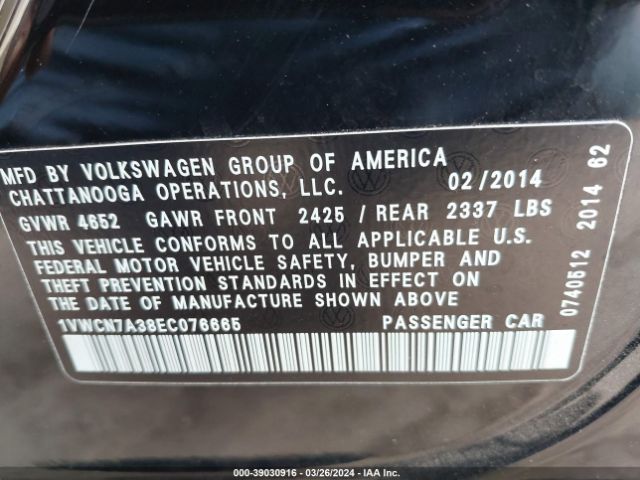 MFD BY VOLKSWAGEN GROUP OF AMERICA
CHATTANOOGA OPERATIONS, LLC. 02/2014
GVWR 4652 GAWR FRONT 2425 / REAR 2337 LBS
THIS VEHICLE CONFORMS TO ALL APPLICABLE U.S.
FEDERAL MOTOR VEHICLE SAFETY, BUMPER AND
THEFT PREVENTION STANDARDS IN EFFECT ON
THE DATE OF MANUFACTURE SHOWN ABOVE
1VWCN7A38EC076665 PASSENGER CAR
0740512 2014 62
WWW. - 39030916 - 03/26/2024 - IAA Inc.